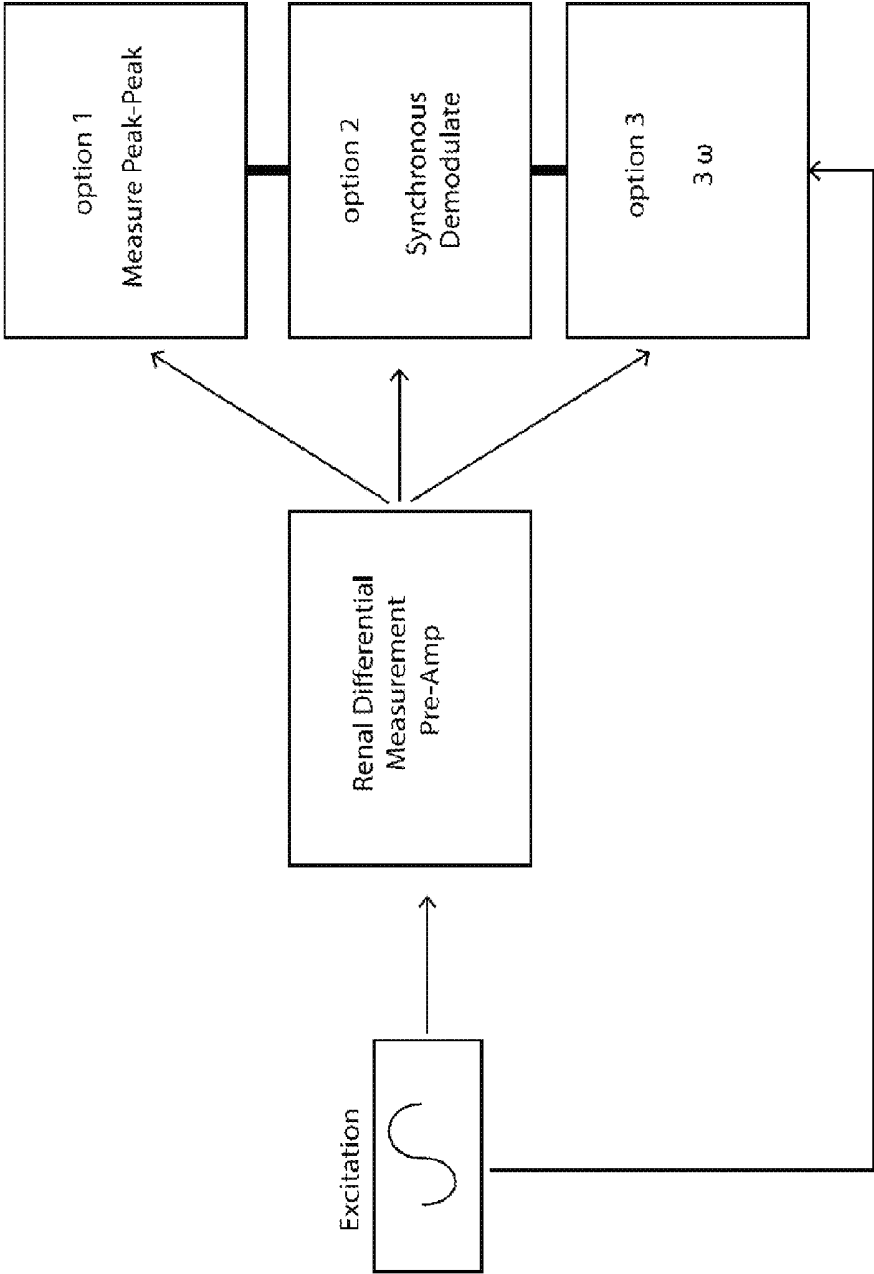 Excitation
Renal Differential
Measurement
Pre-Amp
option 1
Measure Peak-Peak
option 2
Synchronous
Demodulate
option 3
3 ω